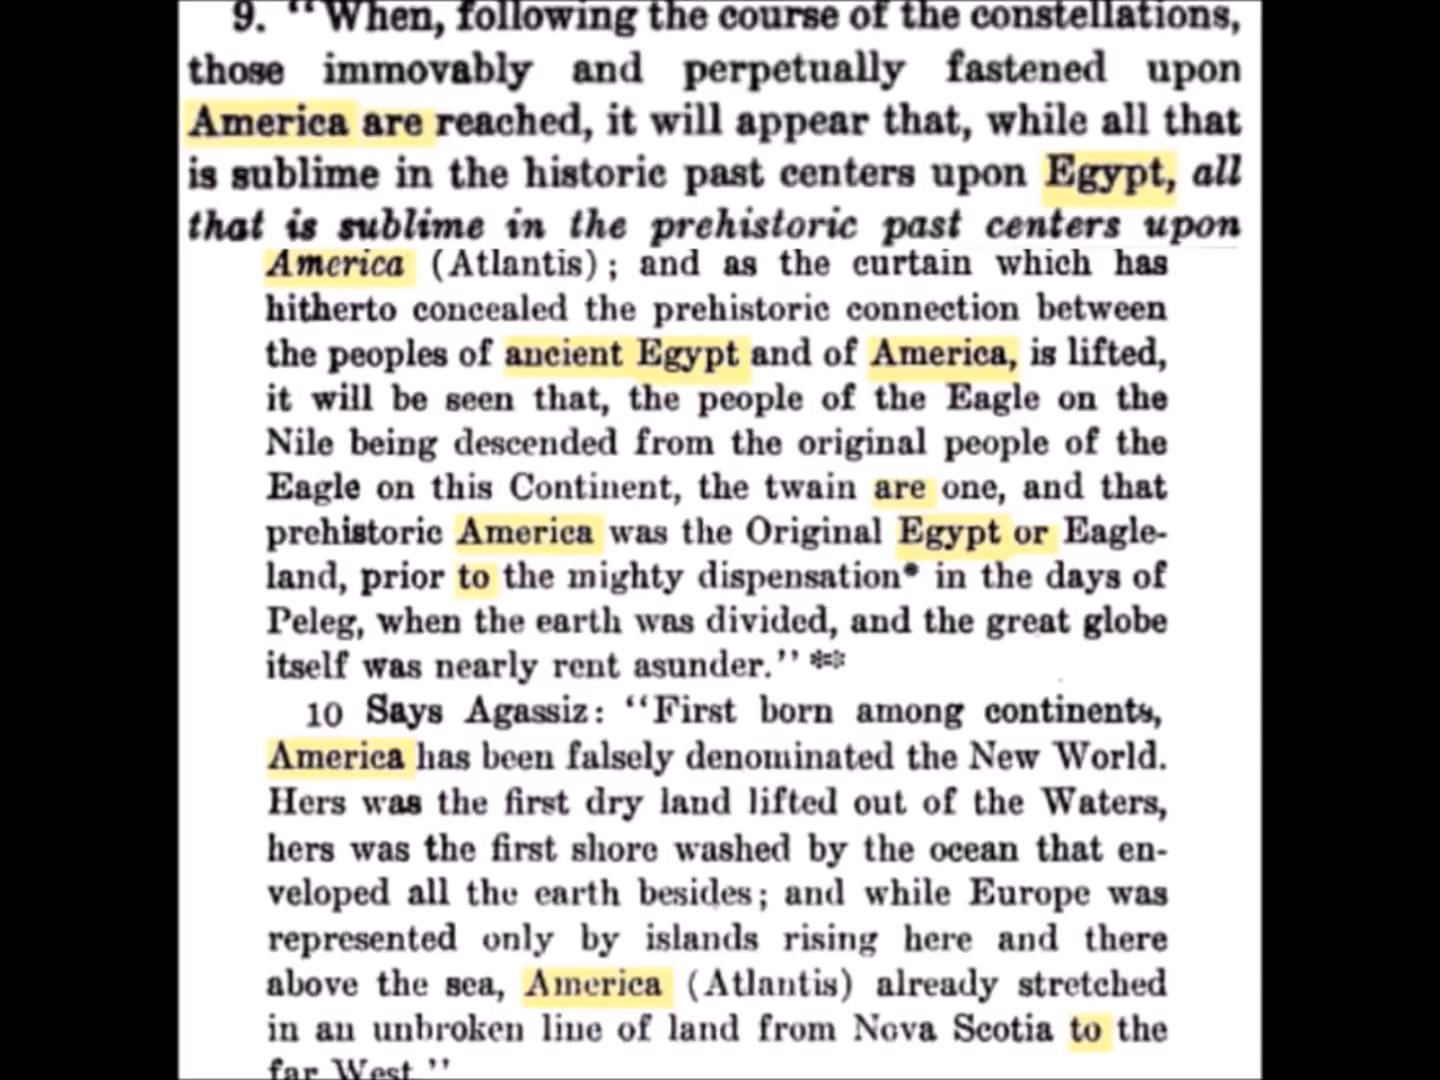 9. "When, following the course of the constellations,
those immovably and perpetually fastened upon
America are reached, it will appear that, while all that
is sublime in the historic past centers upon Egypt, all
that is sublime in the prehistoric past centers upon
America (Atlantis); and as the curtain which has
hitherto concealed the prehistoric connection between
the peoples of ancient Egypt and of America, is lifted,
it will be seen that, the people of the Eagle on the
Nile being descended from the original people of the
Eagle on this Continent, the twain are one, and that
prehistoric America was the Original Egypt or Eagle-
land, prior to the mighty dispensation* in the days of
Peleg, when the earth was divided, and the great globe
itself was nearly rent asunder." **
10 Says Agassiz: "First born among continents,
America has been falsely denominated the New World.
Hers was the first dry land lifted out of the Waters,
hers was the first shore washed by the ocean that en-
veloped all the earth besides; and while Europe was
represented only by islands rising here and there
above the sea, America (Atlantis) already stretched
in an unbroken line of land from Nova Scotia to the
far West."